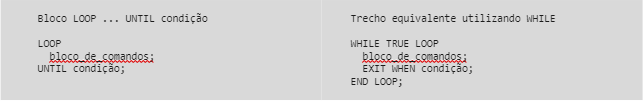 Bloco LOOP ... UNTIL condição
LOOP
  bloco_de_comandos;
UNTIL condição;
Trecho equivalente utilizando WHILE
WHILE TRUE LOOP
  bloco_de_comandos;
  EXIT WHEN condição;
END LOOP;